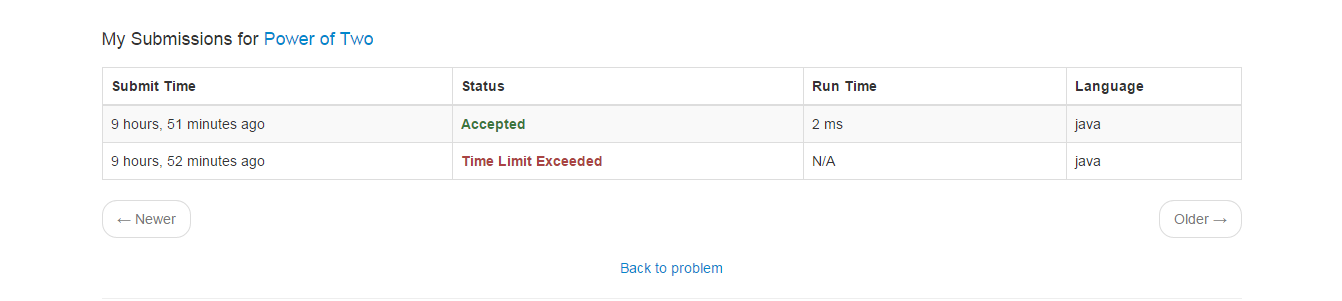 My Submissions for Power of Two
Submit Time Status Run Time Language
9 hours, 51 minutes ago Accepted 2 ms java
9 hours, 52 minutes ago Time Limit Exceeded N/A java
← Newer Older →
Back to problem